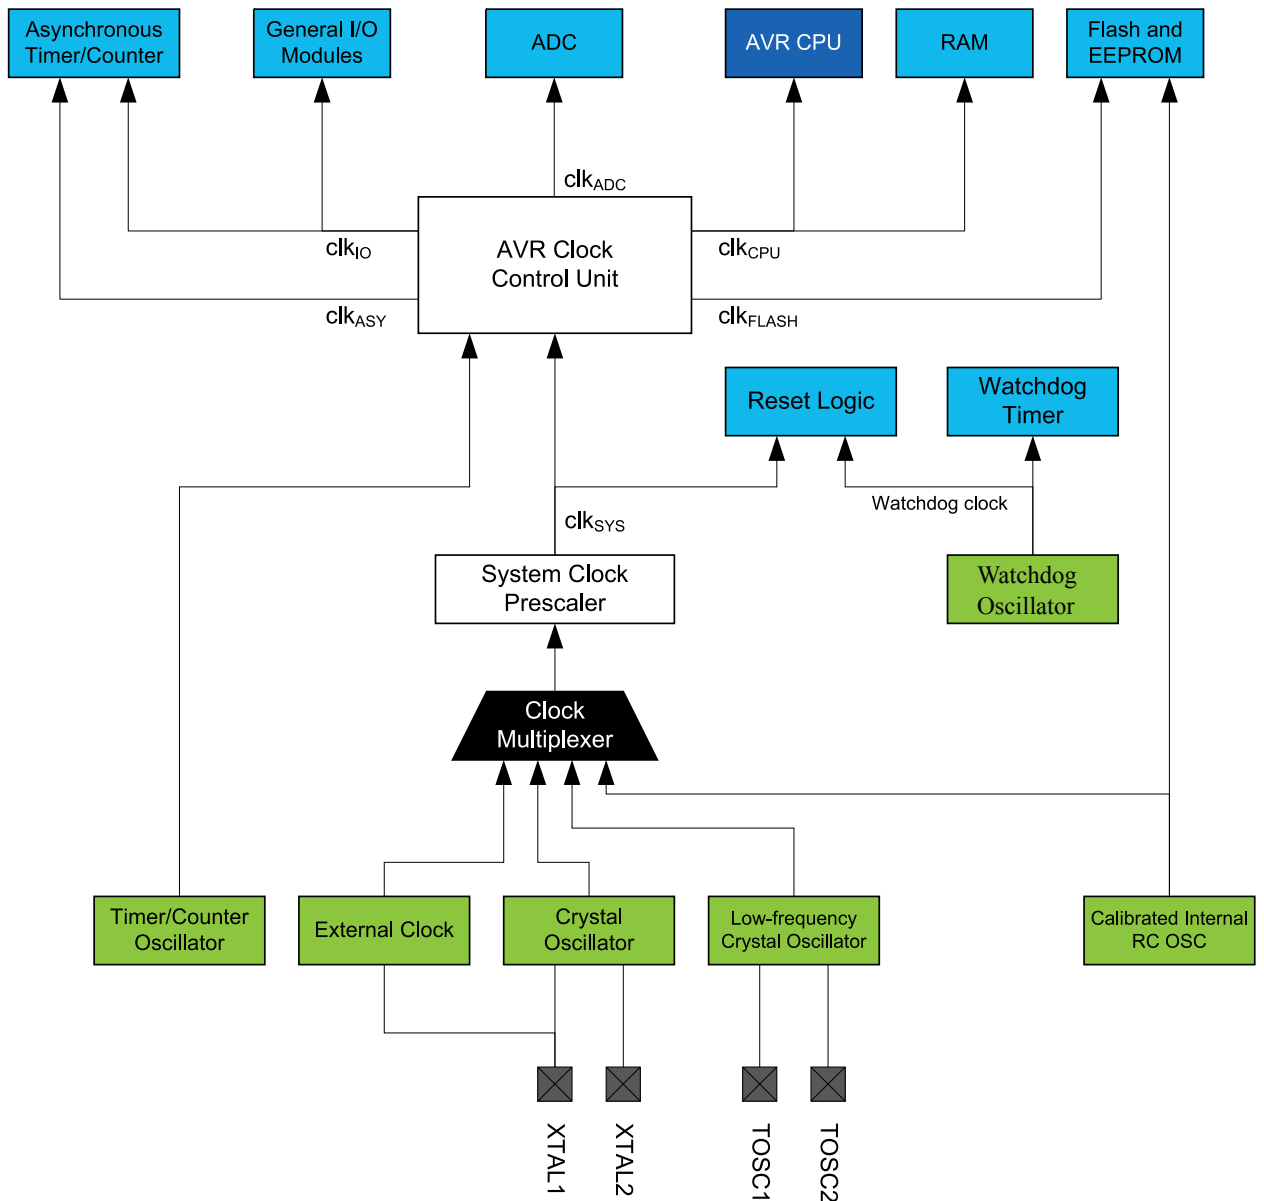 Asynchronous
Timer/Counter
General I/O
Modules
ADC
AVR CPU
RAM
Flash and
EEPROM
clkADC
AVR Clock
Control Unit
clkIO
clkCPU
clkASY
clkFLASH
Reset Logic
Watchdog
Timer
Watchdog clock
clkSYS
System Clock
Prescaler
Watchdog
Oscillator
Clock
Multiplexer
Timer/Counter
Oscillator
External Clock
Crystal
Oscillator
Low-frequency
Crystal Oscillator
Calibrated Internal
RC OSC
XTAL1
XTAL2
TOSC1
TOSC2